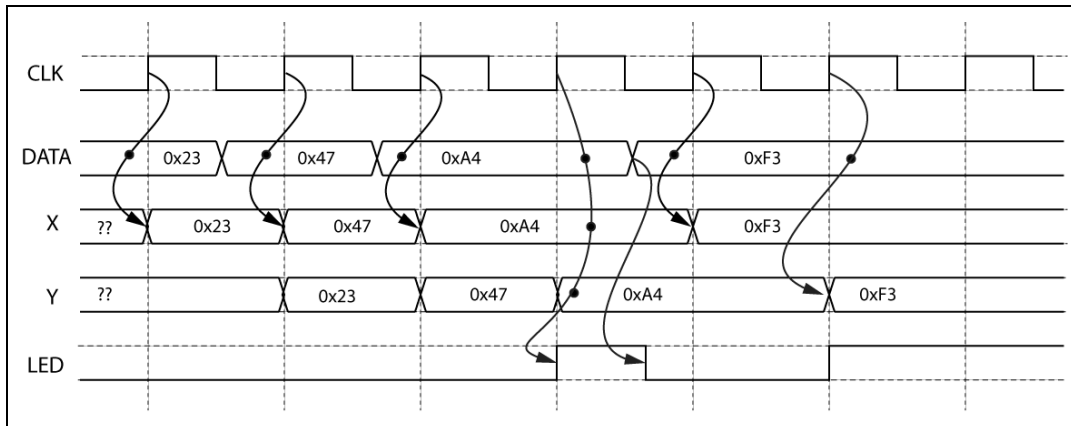 CLK
DATA 0x23 0x47 0xA4 0xF3
X ?? 0x23 0x47 0xA4 0xF3
Y ?? 0x23 0x47 0xA4 0xF3
LED